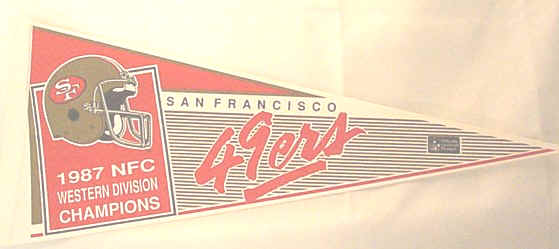 SF
SAN FRANCISCO
49ers
1987 NFC
WESTERN DIVISION
CHAMPIONS